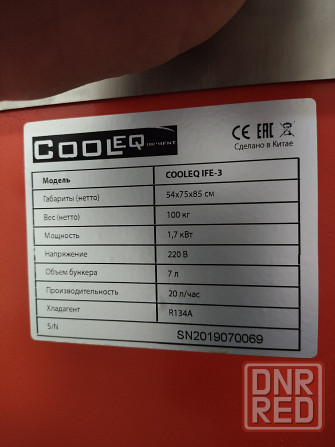 COOLEQ
CE EAC
Сделано в Китае
Модель COOLEQ IFE-3
Габариты (нетто) 54x75x85 см
Вес (нетто) 100 кг
Мощность 1,7 кВт
Напряжение 220 В
Объем бункера 7 л
Производительность 20 л/час
Хладагент R134A
S/N SN2019070069
DNR
RED